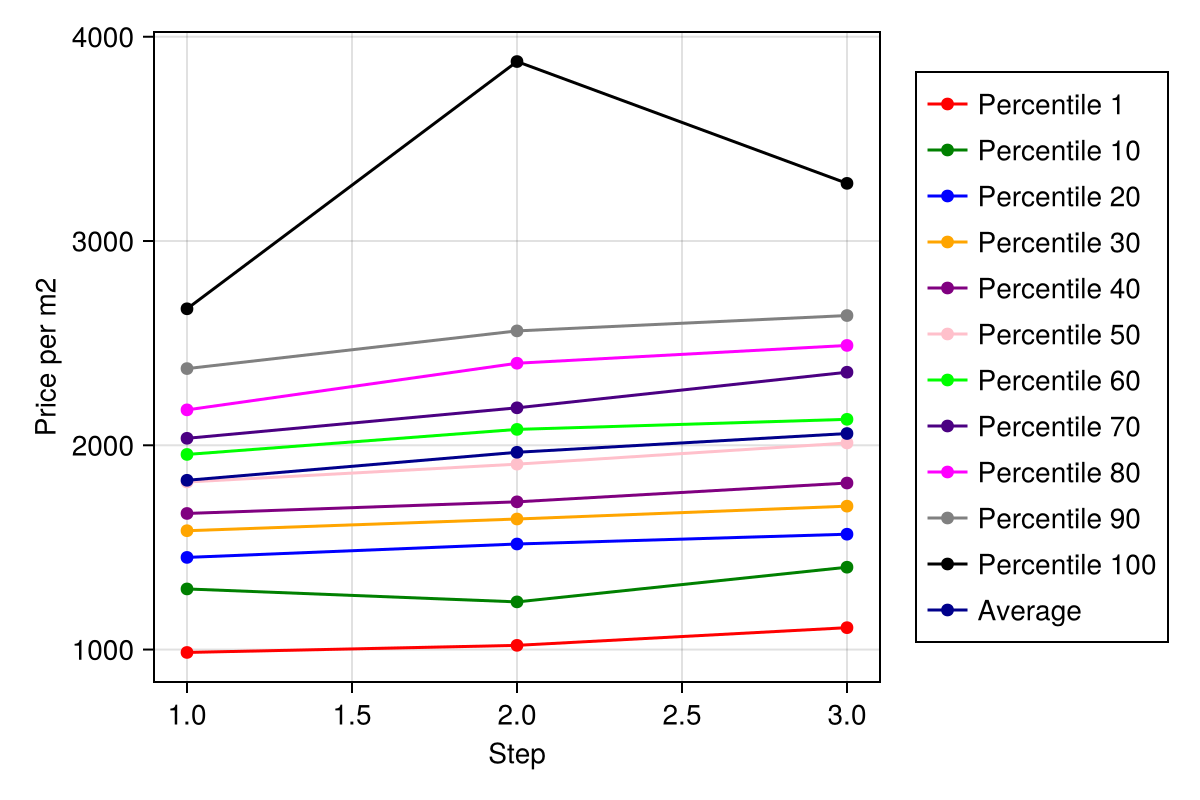 4000
3000
2000
1000
Price per m2
1.0 1.5 2.0 2.5 3.0
Step
Percentile 1
Percentile 10
Percentile 20
Percentile 30
Percentile 40
Percentile 50
Percentile 60
Percentile 70
Percentile 80
Percentile 90
Percentile 100
Average